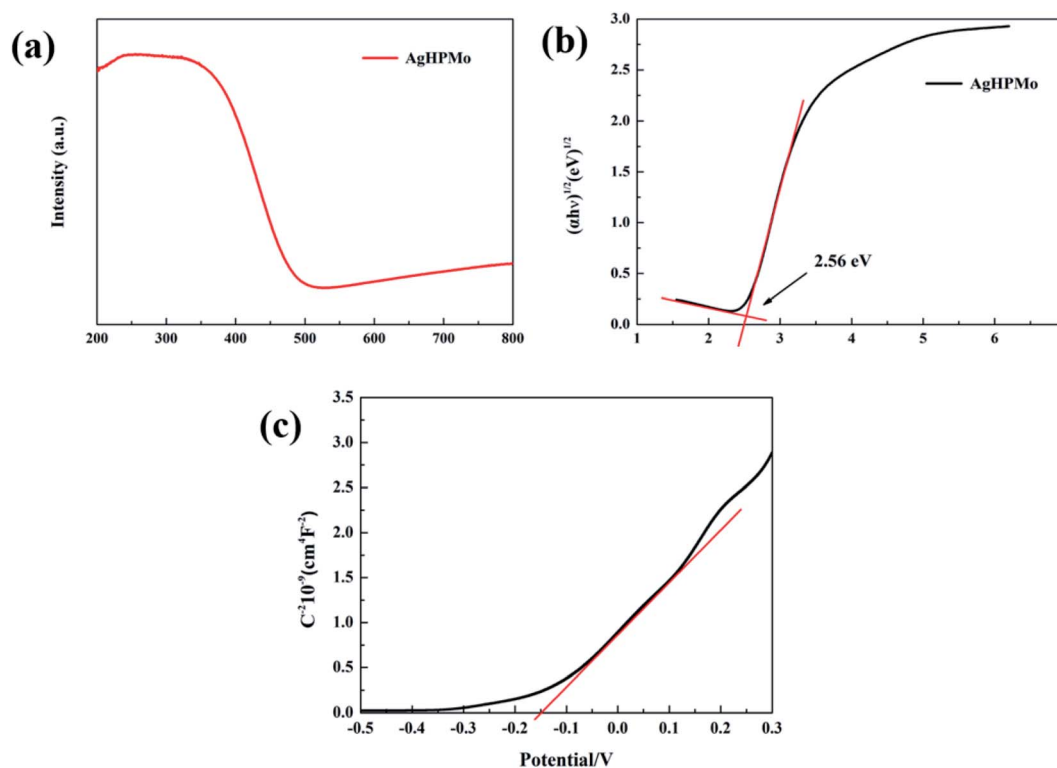 (a)
AgHPMo
Intensity (a.u.)
200 300 400 500 600 700 800
(b)
3.0
2.5
2.0
1.5
1.0
0.5
0.0
AgHPMo
(αhν)^1/2 (eV)^1/2
2.56 eV
1 2 3 4 5 6
(c)
3.5
3.0
2.5
2.0
1.5
1.0
0.5
0.0
C^-2 10^-9 (cm^4 F^-2)
-0.5 -0.4 -0.3 -0.2 -0.1 0.0 0.1 0.2 0.3
Potential/V